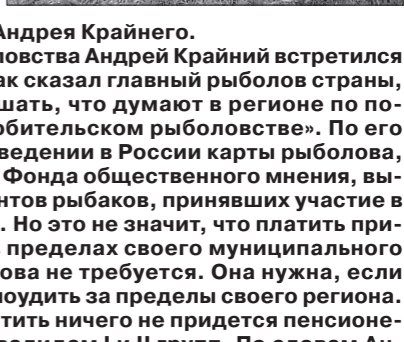 Андрея Крайнего.
ловства Андрей Крайний встретился
ак сказал главный рыболов страны,
шать, что думают в регионе по по-
обительском рыболовстве». По его
ведении в России карты рыболова,
Фонда общественного мнения, вы-
нтов рыбаков, принявших участие в
. Но это не значит, что платить при-
пределах своего муниципального
ова не требуется. Она нужна, если
поудить за пределы своего региона.
тить ничего не придется пенсионе-